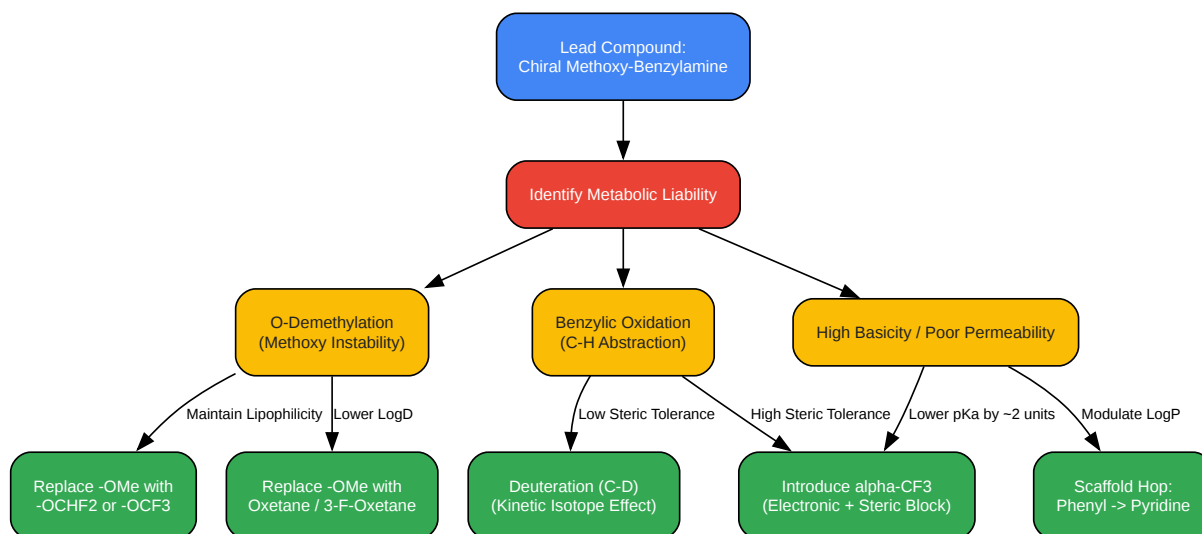 Lead Compound:
Chiral Methoxy-Benzylamine
Identify Metabolic Liability
O-Demethylation
(Methoxy Instability)
Benzylic Oxidation
(C-H Abstraction)
High Basicity / Poor Permeability
Maintain Lipophilicity
Lower LogD
Low Steric Tolerance
High Steric Tolerance
Lower pKa by ~2 units
Modulate LogP
Replace -OMe with
-OCHF2 or -OCF3
Replace -OMe with
Oxetane / 3-F-Oxetane
Deuteration (C-D)
(Kinetic Isotope Effect)
Introduce alpha-CF3
(Electronic + Steric Block)
Scaffold Hop:
Phenyl -> Pyridine